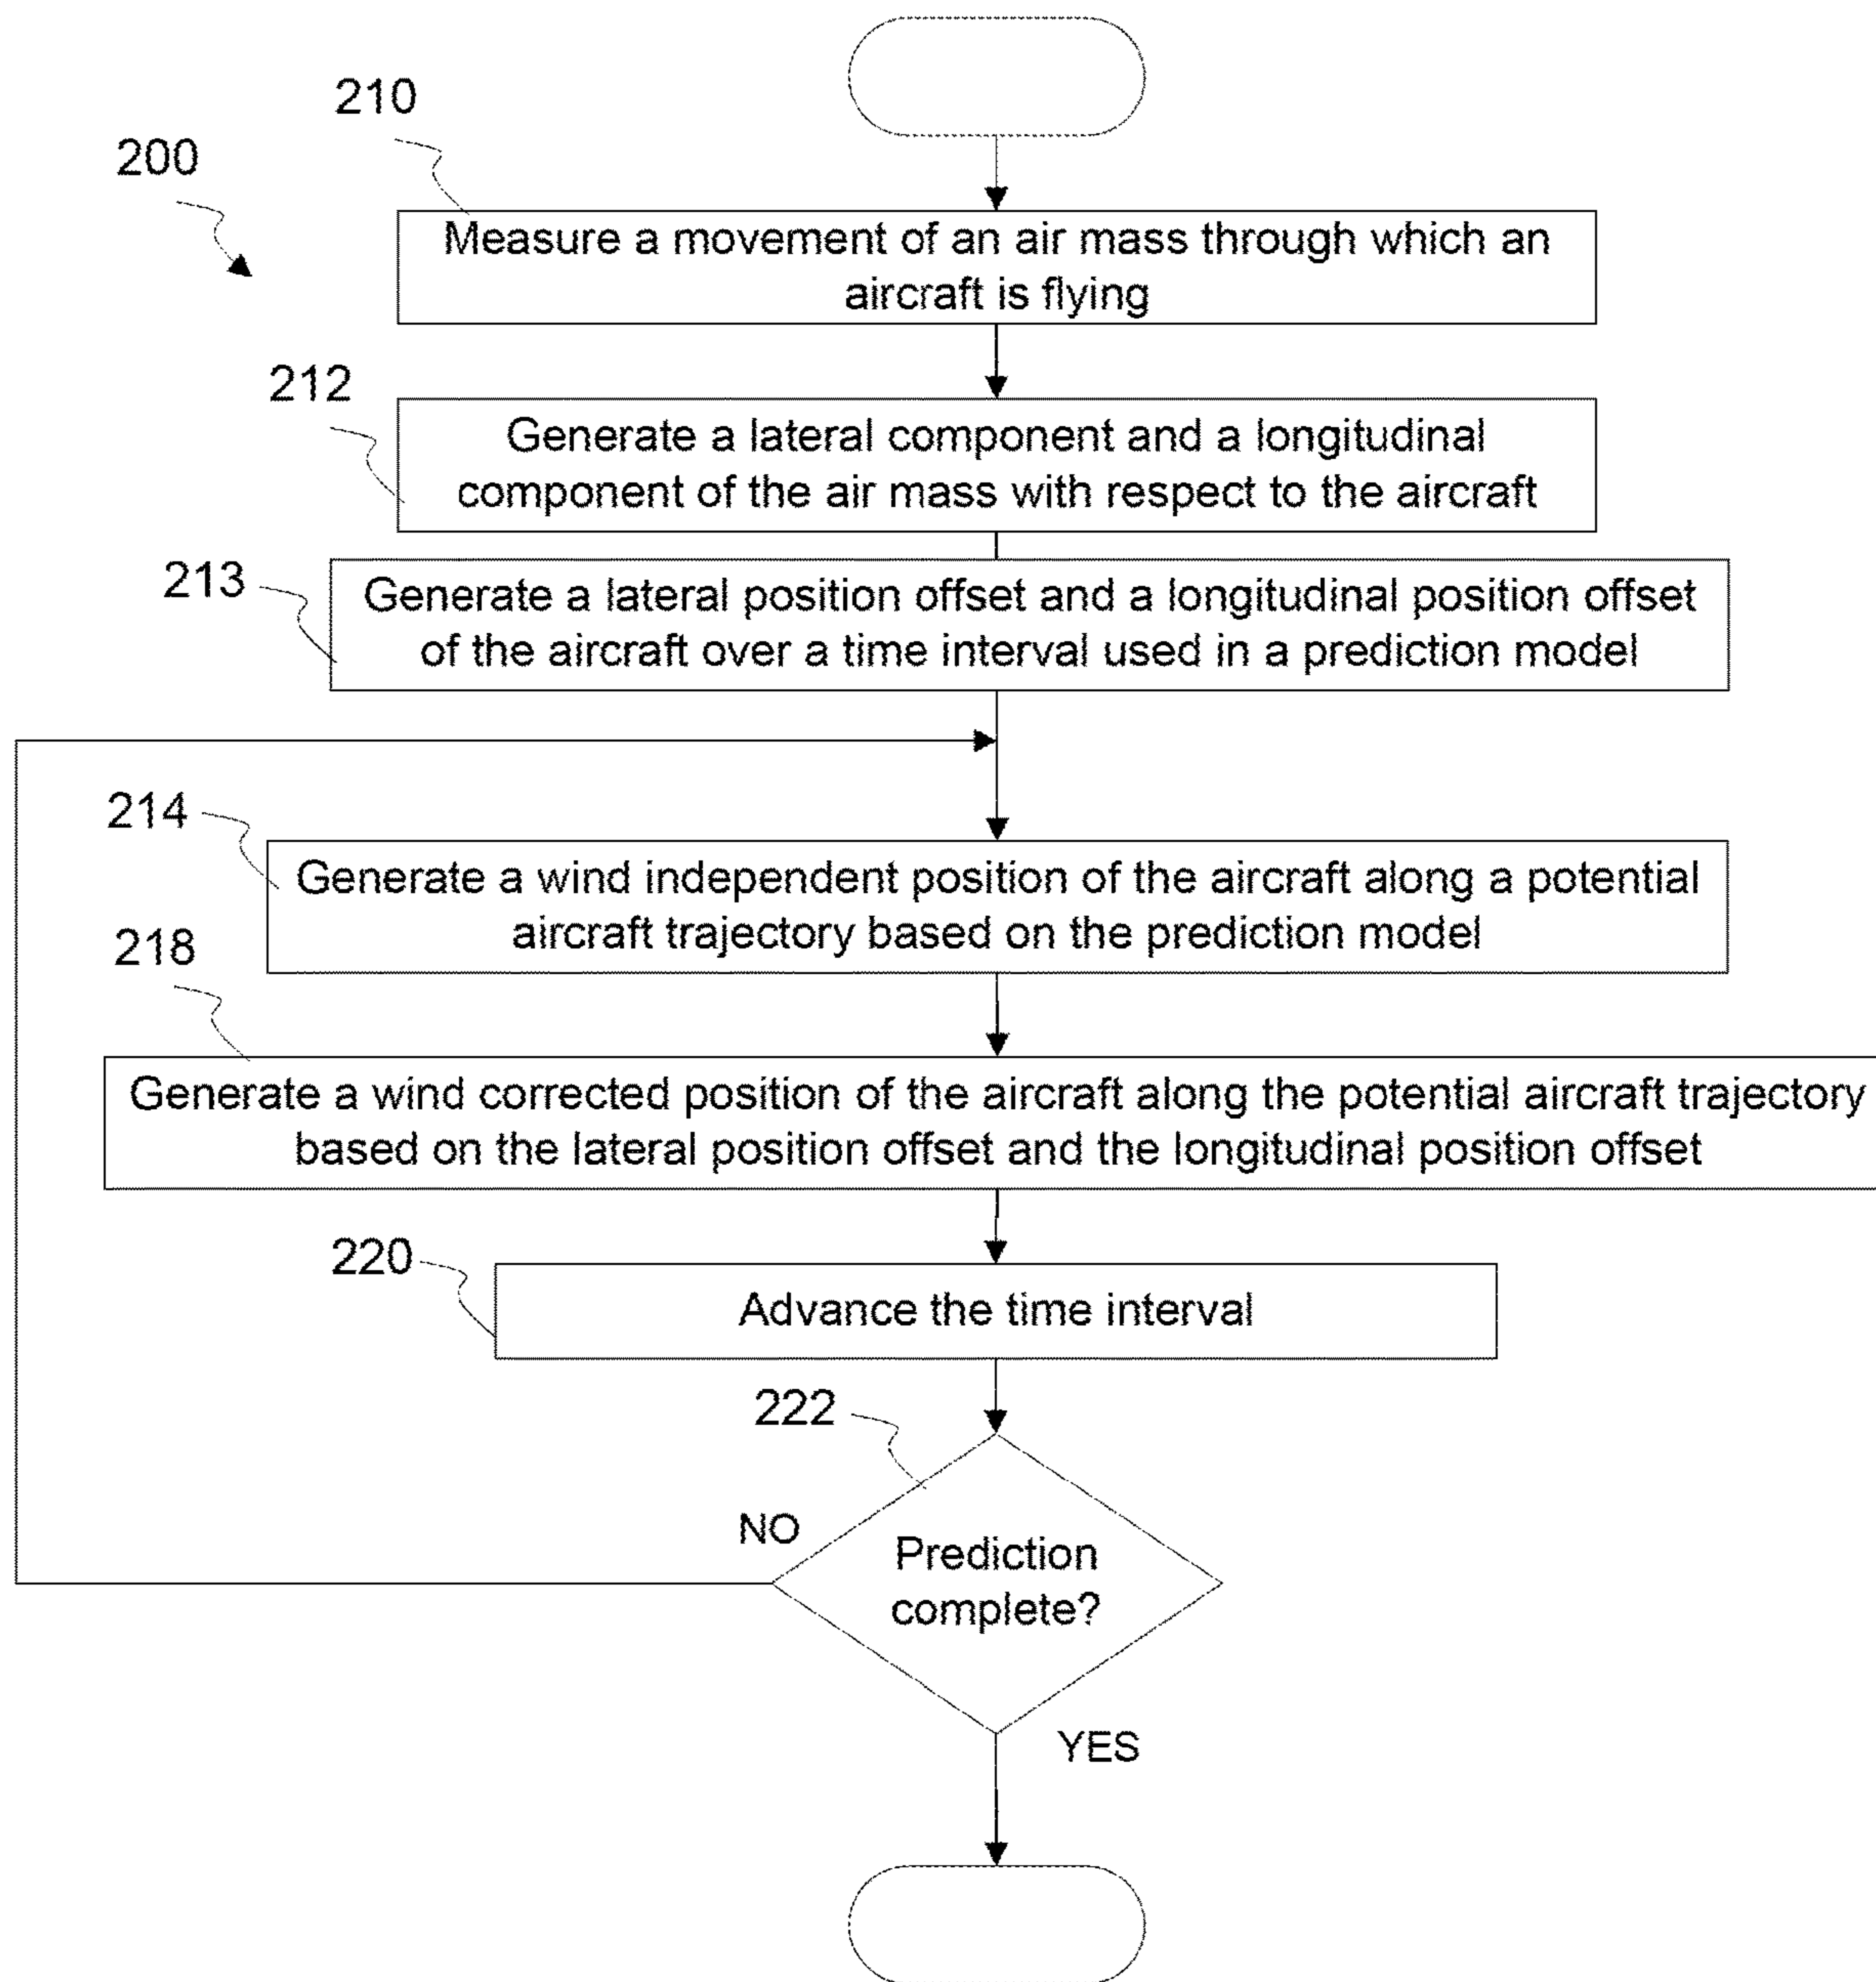 210
200
Measure a movement of an air mass through which an
aircraft is flying
212
Generate a lateral component and a longitudinal
component of the air mass with respect to the aircraft
213
Generate a lateral position offset and a longitudinal position offset
of the aircraft over a time interval used in a prediction model
214
Generate a wind independent position of the aircraft along a potential
aircraft trajectory based on the prediction model
218
Generate a wind corrected position of the aircraft along the potential aircraft trajectory
based on the lateral position offset and the longitudinal position offset
220
Advance the time interval
222
NO
Prediction
complete?
YES